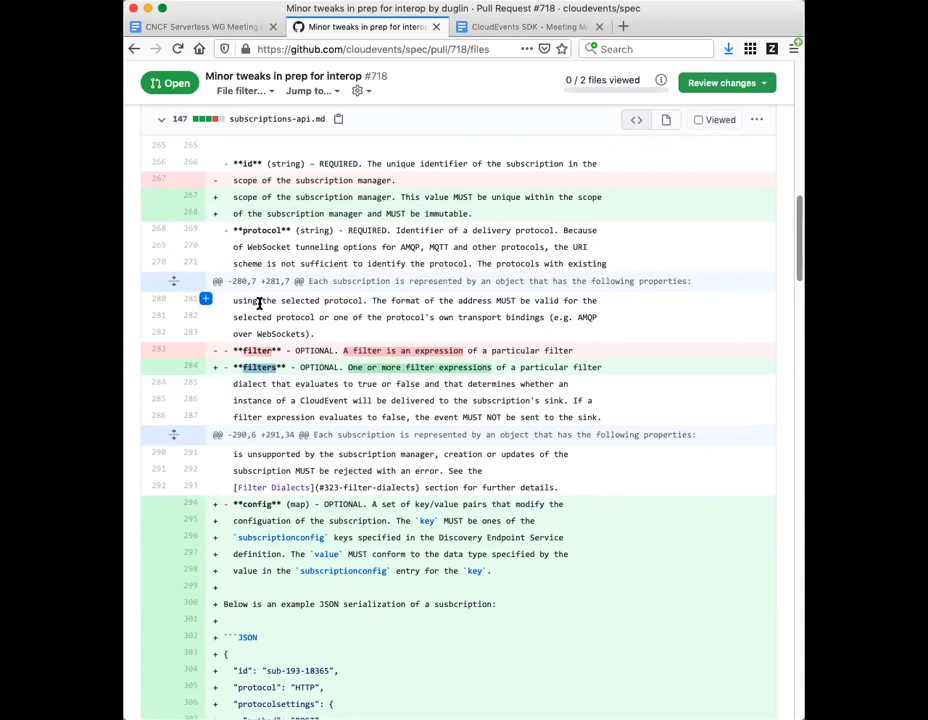 Minor tweaks in prep for interop by duglin · Pull Request #718 · cloudevents/spec
CNCF Serverless WG Meeting
Minor tweaks in prep for interop
CloudEvents SDK - Meeting M
https://github.com/cloudevents/spec/pull/718/files
Search
Open
Minor tweaks in prep for interop #718
File filter... Jump to...
0 / 2 files viewed
Review changes
147 subscriptions-api.md
Viewed
265 265
266 266 - **id** (string) – REQUIRED. The unique identifier of the subscription in the
267 - scope of the subscription manager.
267 + scope of the subscription manager. This value MUST be unique within the scope
268 + of the subscription manager and MUST be immutable.
268 269 - **protocol** (string) - REQUIRED. Identifier of a delivery protocol. Because
269 270 of WebSocket tunneling options for AMQP, MQTT and other protocols, the URI
270 271 scheme is not sufficient to identify the protocol. The protocols with existing
@@ -280,7 +281,7 @@ Each subscription is represented by an object that has the following properties:
280 281 using the selected protocol. The format of the address MUST be valid for the
281 282 selected protocol or one of the protocol's own transport bindings (e.g. AMQP
282 283 over WebSockets).
283 - - **filter** - OPTIONAL. A filter is an expression of a particular filter
284 + - **filters** - OPTIONAL. One or more filter expressions of a particular filter
284 285 dialect that evaluates to true or false and that determines whether an
285 286 instance of a CloudEvent will be delivered to the subscription's sink. If a
286 287 filter expression evaluates to false, the event MUST NOT be sent to the sink.
@@ -290,6 +291,34 @@ Each subscription is represented by an object that has the following properties:
290 291 is unsupported by the subscription manager, creation or updates of the
291 292 subscription MUST be rejected with an error. See the
292 293 [Filter Dialects](#323-filter-dialects) section for further details.
294 + - **config** (map) - OPTIONAL. A set of key/value pairs that modify the
295 + configuation of the subscription. The `key` MUST be ones of the
296 + `subscriptionconfig` keys specified in the Discovery Endpoint Service
297 + definition. The `value` MUST conform to the data type specified by the
298 + value in the `subscriptionconfig` entry for the `key`.
299 +
300 + Below is an example JSON serialization of a susbcription:
301 +
302 + ```JSON
303 + {
304 + "id": "sub-193-18365",
305 + "protocol": "HTTP",
306 + "protocolsettings": {